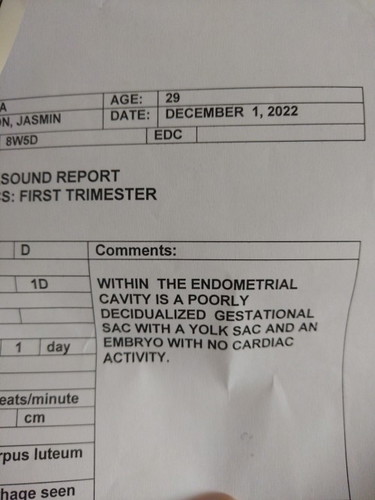 A AGE: 29
N, JASMIN DATE: DECEMBER 1, 2022
8W5D EDC
SOUND REPORT
S: FIRST TRIMESTER
D Comments:
1D WITHIN THE ENDOMETRIAL
CAVITY IS A POORLY
DECIDUALIZED GESTATIONAL
SAC WITH A YOLK SAC AND AN
1 day EMBRYO WITH NO CARDIAC
ACTIVITY.
eats/minute
cm
rpus luteum
hage seen